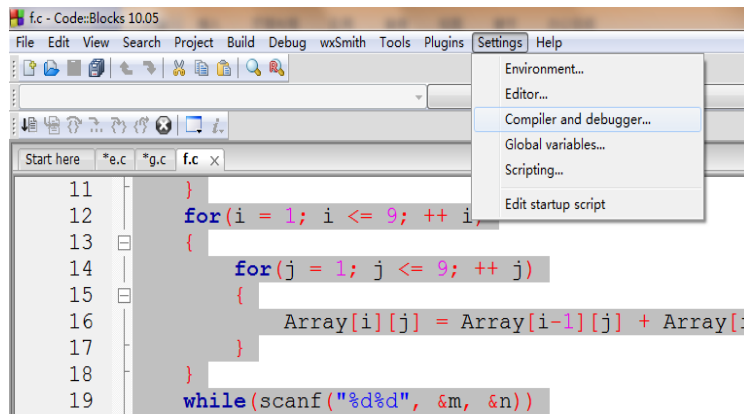 f.c - Code::Blocks 10.05
File Edit View Search Project Build Debug wxSmith Tools Plugins Settings Help
Environment...
Editor...
Compiler and debugger...
Global variables...
Scripting...
Edit startup script
Start here *e.c *g.c f.c
11 }
12 for(i = 1; i <= 9; ++ i)
13 {
14 for(j = 1; j <= 9; ++ j)
15 {
16 Array[i][j] = Array[i-1][j] + Array[
17 }
18 }
19 while(scanf("%d%d", &m, &n))